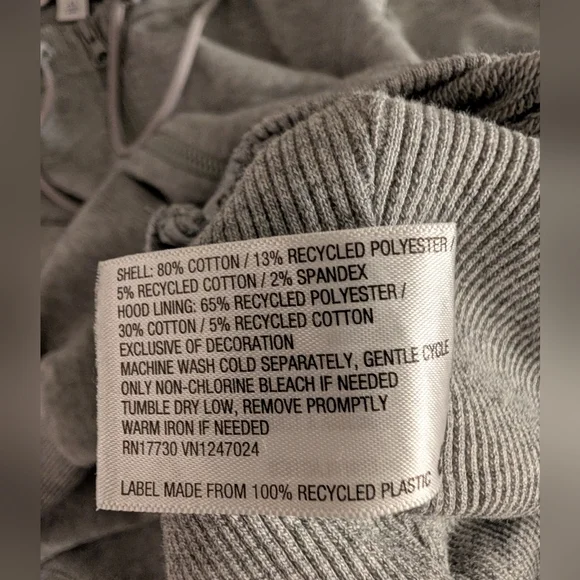 SHELL: 80% COTTON / 13% RECYCLED POLYESTER /
5% RECYCLED COTTON / 2% SPANDEX
HOOD LINING: 65% RECYCLED POLYESTER /
30% COTTON / 5% RECYCLED COTTON
EXCLUSIVE OF DECORATION
MACHINE WASH COLD SEPARATELY, GENTLE CYCLE
ONLY NON-CHLORINE BLEACH IF NEEDED
TUMBLE DRY LOW, REMOVE PROMPTLY
WARM IRON IF NEEDED
RN17730 VN1247024
LABEL MADE FROM 100% RECYCLED PLASTIC